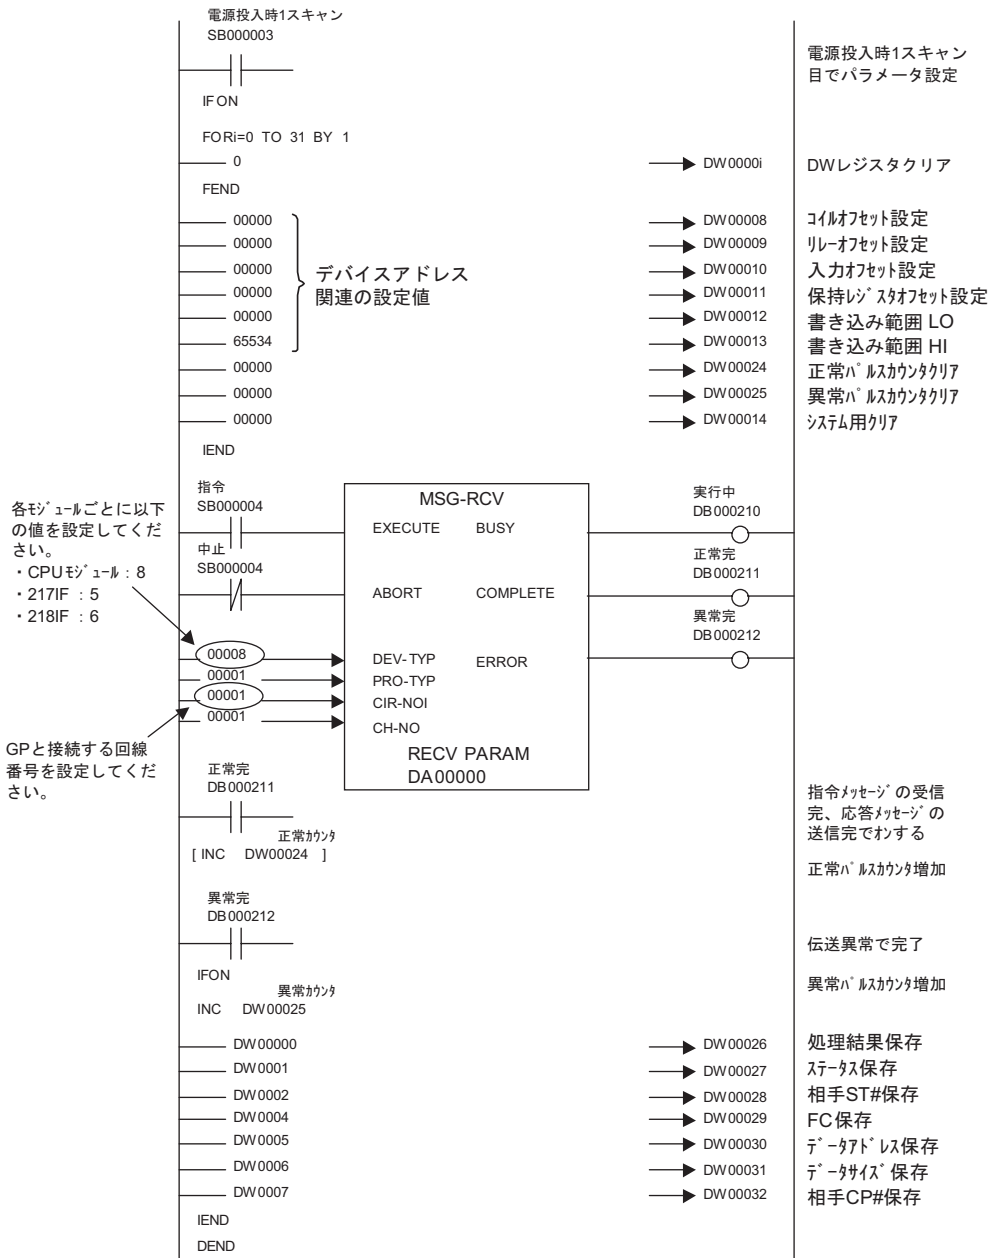 電源投入時1スキャン
SB000003
電源投入時1スキャン
目でパラメータ設定
IFON
FORi=0 TO 31 BY 1
0 DW0000i DWレジスタクリア
FEND
00000 DW00008 ｺｲﾙｵﾌｾｯﾄ設定
00000 DW00009 ﾘﾚｰｵﾌｾｯﾄ設定
00000 DW00010 入力ｵﾌｾｯﾄ設定
00000 DW00011 保持ﾚｼﾞｽﾀｵﾌｾｯﾄ設定
00000 DW00012 書き込み範囲 LO
65534 DW00013 書き込み範囲 HI
デバイスアドレス
関連の設定値
00000 DW00024 正常ﾊﾟﾙｽｶｳﾝﾀｸﾘｱ
00000 DW00025 異常ﾊﾟﾙｽｶｳﾝﾀｸﾘｱ
00000 DW00014 ｼｽﾃﾑ用ｸﾘｱ
IEND
各ﾓｼﾞｭｰﾙごとに以下
の値を設定してくだ
さい。
・CPUﾓｼﾞｭｰﾙ：8
・217IF：5
・218IF：6
指令
SB000004
中止
SB000004
MSG-RCV
EXECUTE BUSY
ABORT COMPLETE
DEV-TYP ERROR
PRO-TYP
CIR-NOI
CH-NO
RECV PARAM
DA00000
実行中
DB000210
正常完
DB000211
異常完
DB000212
00008
00001
00001
00001
GPと接続する回線
番号を設定してくだ
さい。
正常完
DB000211
指令ﾒｯｾｰｼﾞの受信
完、応答ﾒｯｾｰｼﾞの
送信完でオンする
正常ｶｳﾝﾀ
[ INC DW00024 ]
正常ﾊﾟﾙｽｶｳﾝﾀ増加
異常完
DB000212
伝送異常で完了
IFON
異常ｶｳﾝﾀ
INC DW00025
異常ﾊﾟﾙｽｶｳﾝﾀ増加
DW00000 DW00026 処理結果保存
DW0001 DW00027 ｽﾃｰﾀｽ保存
DW0002 DW00028 相手ST#保存
DW0004 DW00029 FC保存
DW0005 DW00030 ﾃﾞｰﾀｱﾄﾞﾚｽ保存
DW0006 DW00031 ﾃﾞｰﾀｻｲｽﾞ保存
DW0007 DW00032 相手CP#保存
IEND
DEND